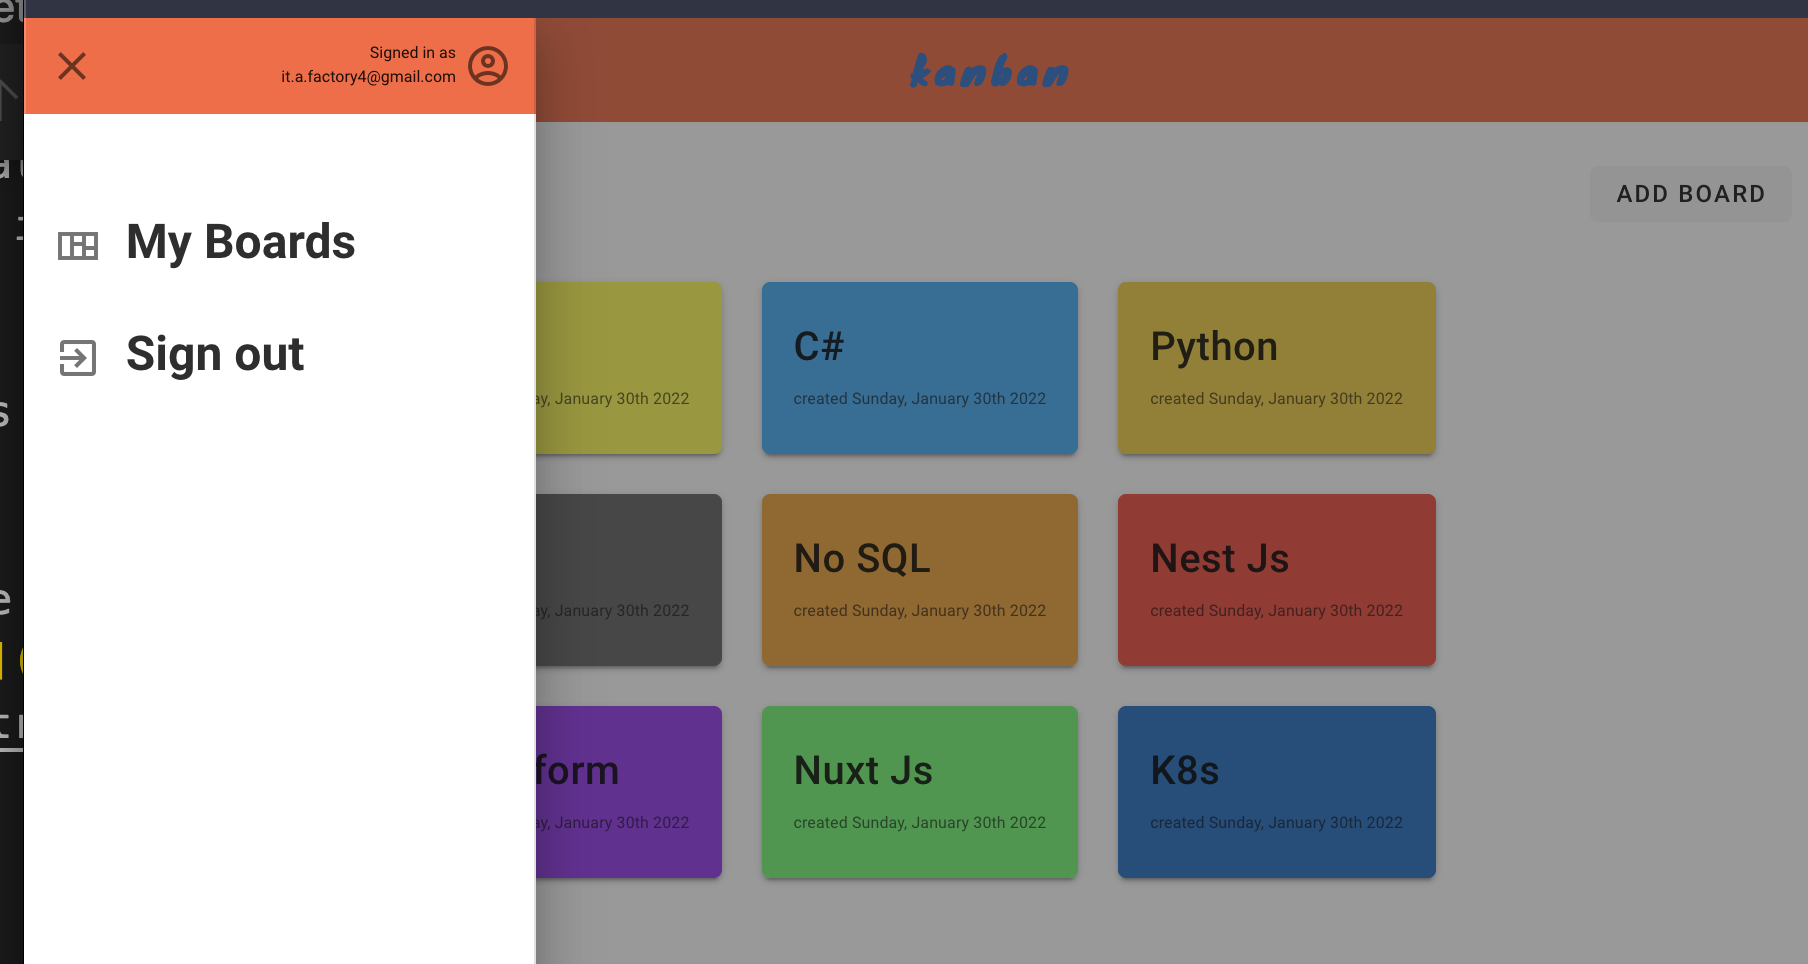 Signed in as
it.a.factory4@gmail.com
kanban
My Boards
Sign out
ADD BOARD
January 30th 2022
C#
created Sunday, January 30th 2022
Python
created Sunday, January 30th 2022
January 30th 2022
No SQL
created Sunday, January 30th 2022
Nest Js
created Sunday, January 30th 2022
form
January 30th 2022
Nuxt Js
created Sunday, January 30th 2022
K8s
created Sunday, January 30th 2022